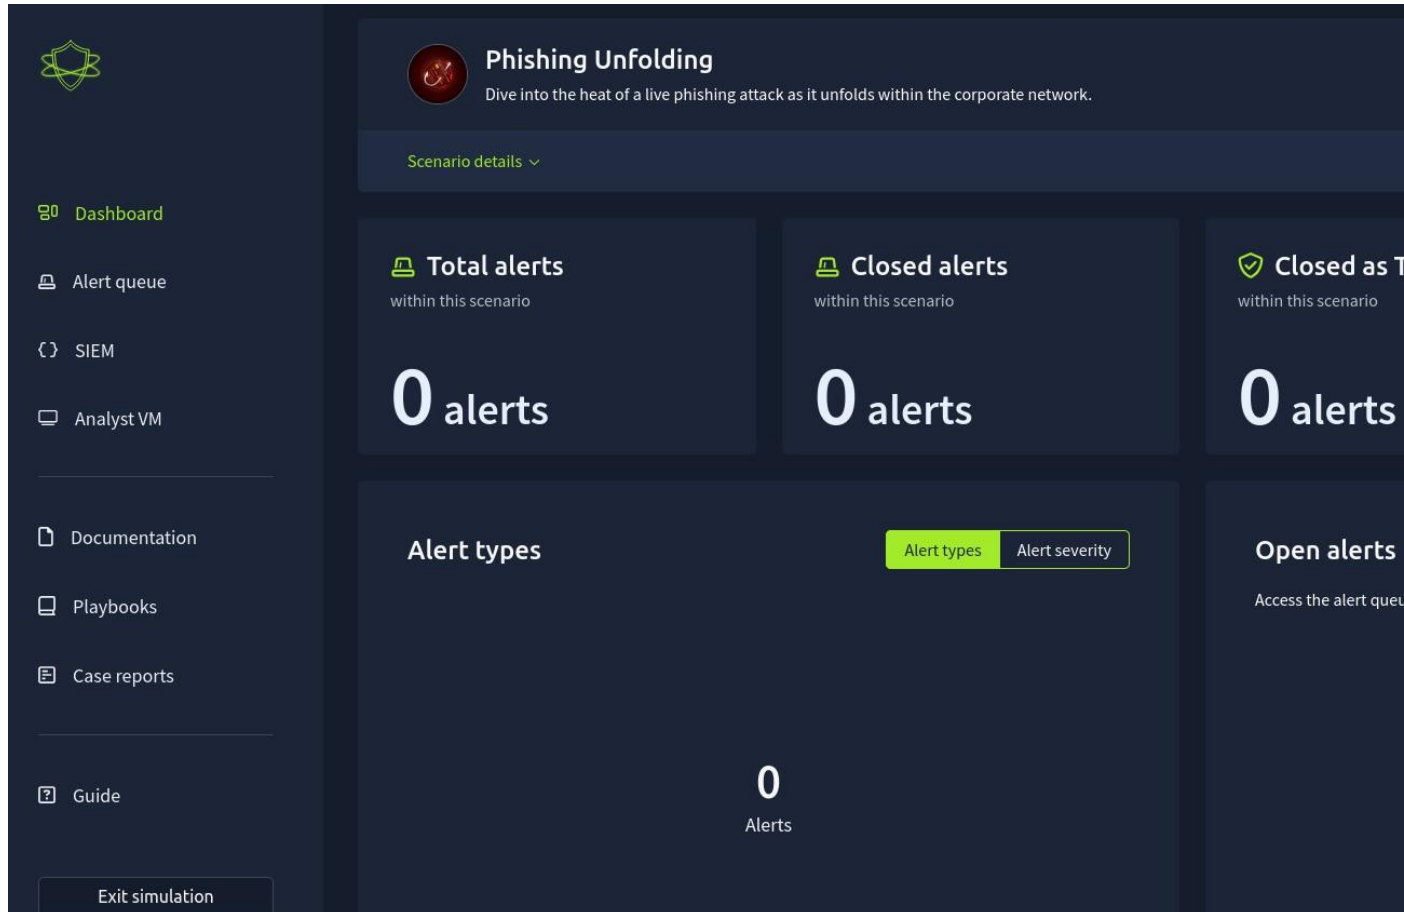 Phishing Unfolding
Dive into the heat of a live phishing attack as it unfolds within the corporate network.
Scenario details
Dashboard
Alert queue
SIEM
Analyst VM
Documentation
Playbooks
Case reports
Guide
Exit simulation
Total alerts
within this scenario
0 alerts
Closed alerts
within this scenario
0 alerts
Closed as
within this scenario
0 alerts
Alert types
Alert types
Alert severity
0
Alerts
Open alerts
Access the alert